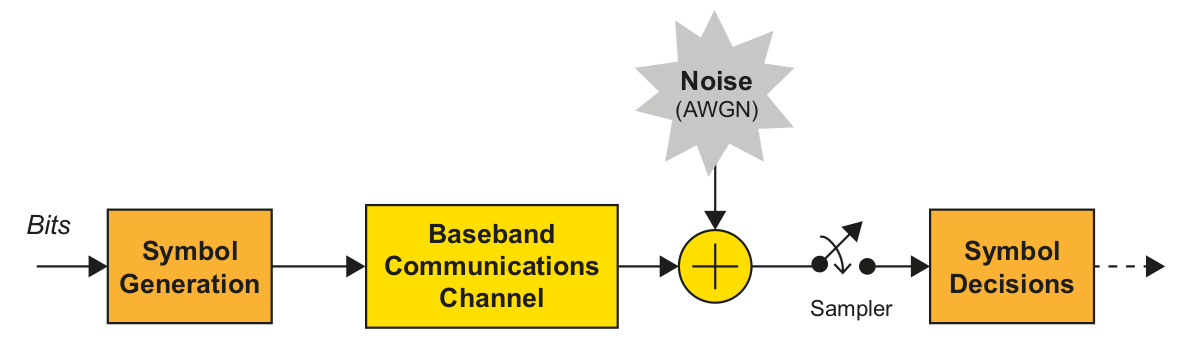 Noise
(AWGN)
Bits
Symbol
Generation
Baseband
Communications
Channel
Sampler
Symbol
Decisions